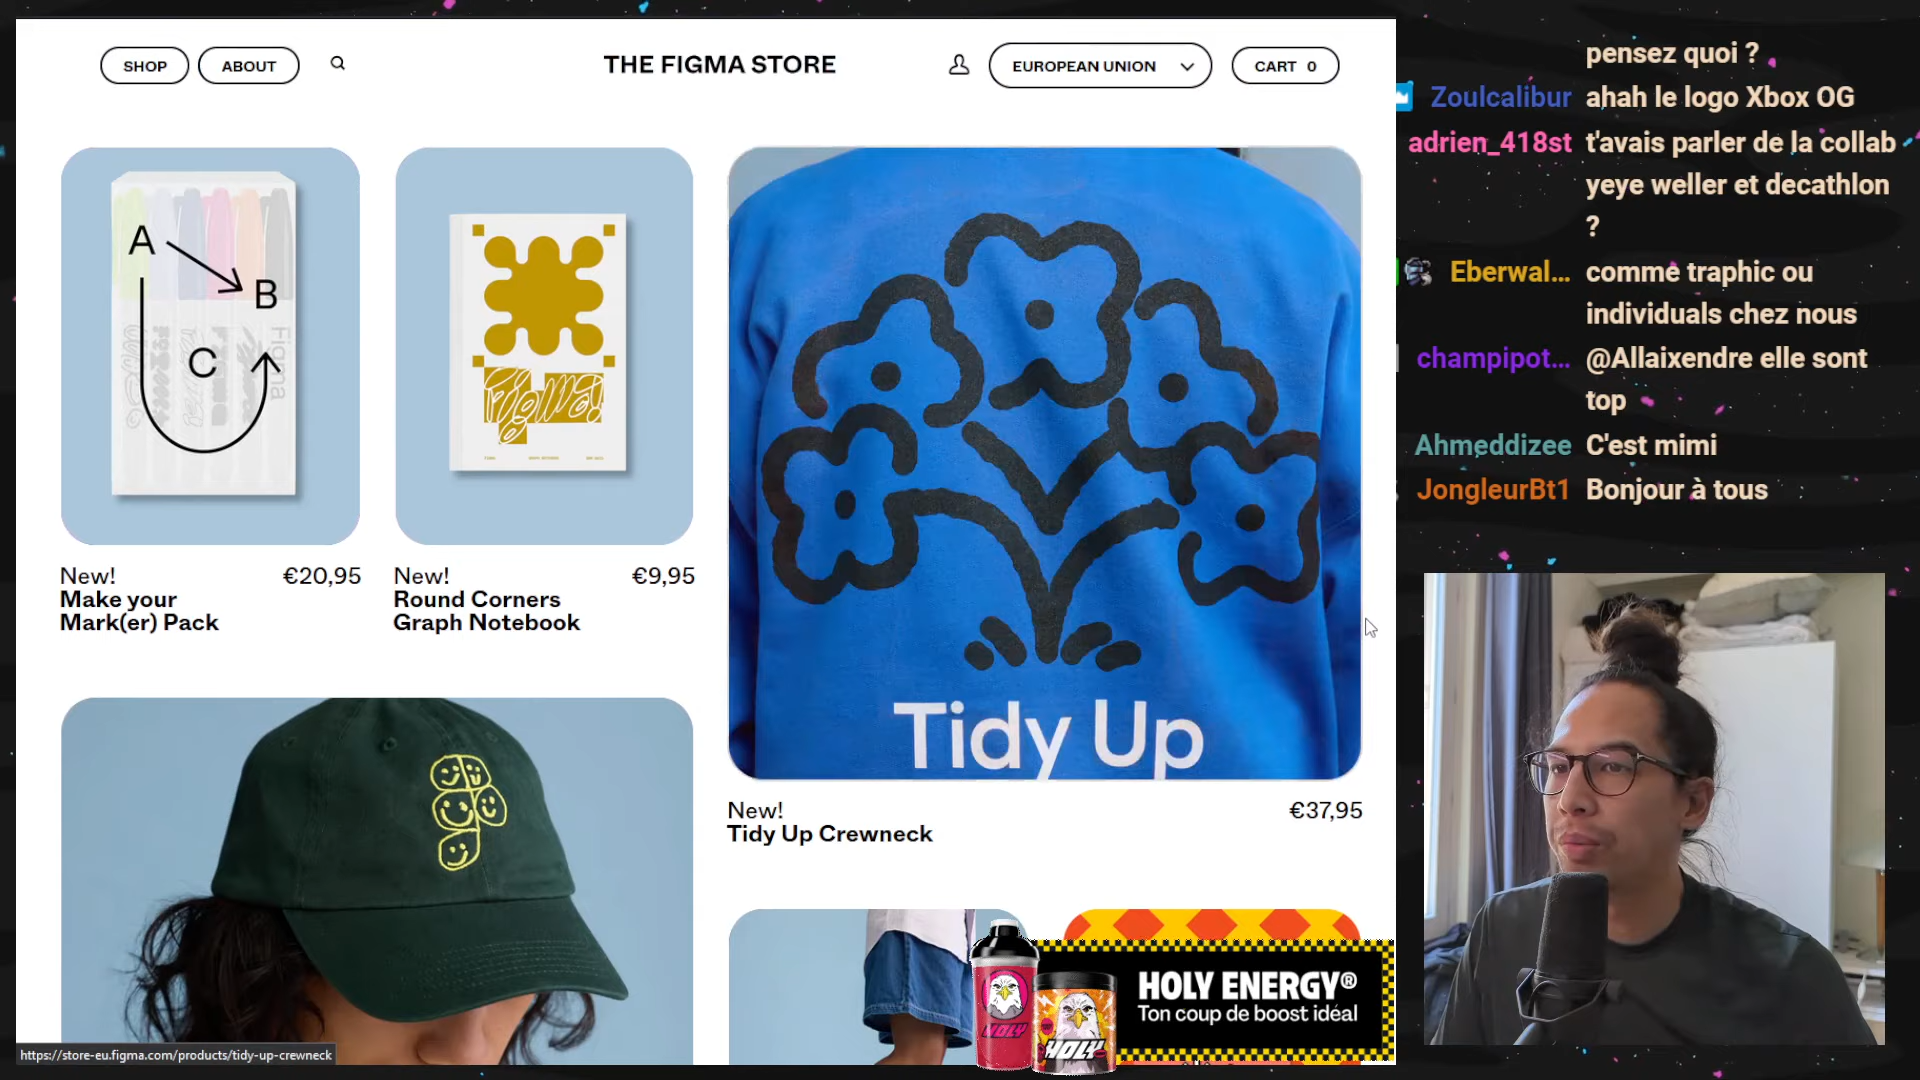 SHOP
ABOUT
THE FIGMA STORE
EUROPEAN UNION
CART 0
A
B
C
Figma
Figma!
Tidy Up
New!
€20,95
Make your
Mark(er) Pack
New!
€9,95
Round Corners
Graph Notebook
New!
€37,95
Tidy Up Crewneck
HOLY
HOLY
HOLY ENERGY®
Ton coup de boost idéal
https://store-eu.figma.com/products/tidy-up-crewneck
pensez quoi ?
Zoulcalibur ahah le logo Xbox OG
adrien_418st t'avais parler de la collab
yeye weller et decathlon
?
Eberwal... comme traphic ou
individuals chez nous
champipot... @Allaixendre elle sont
top
Ahmeddizee C'est mimi
JongleurBt1 Bonjour à tous